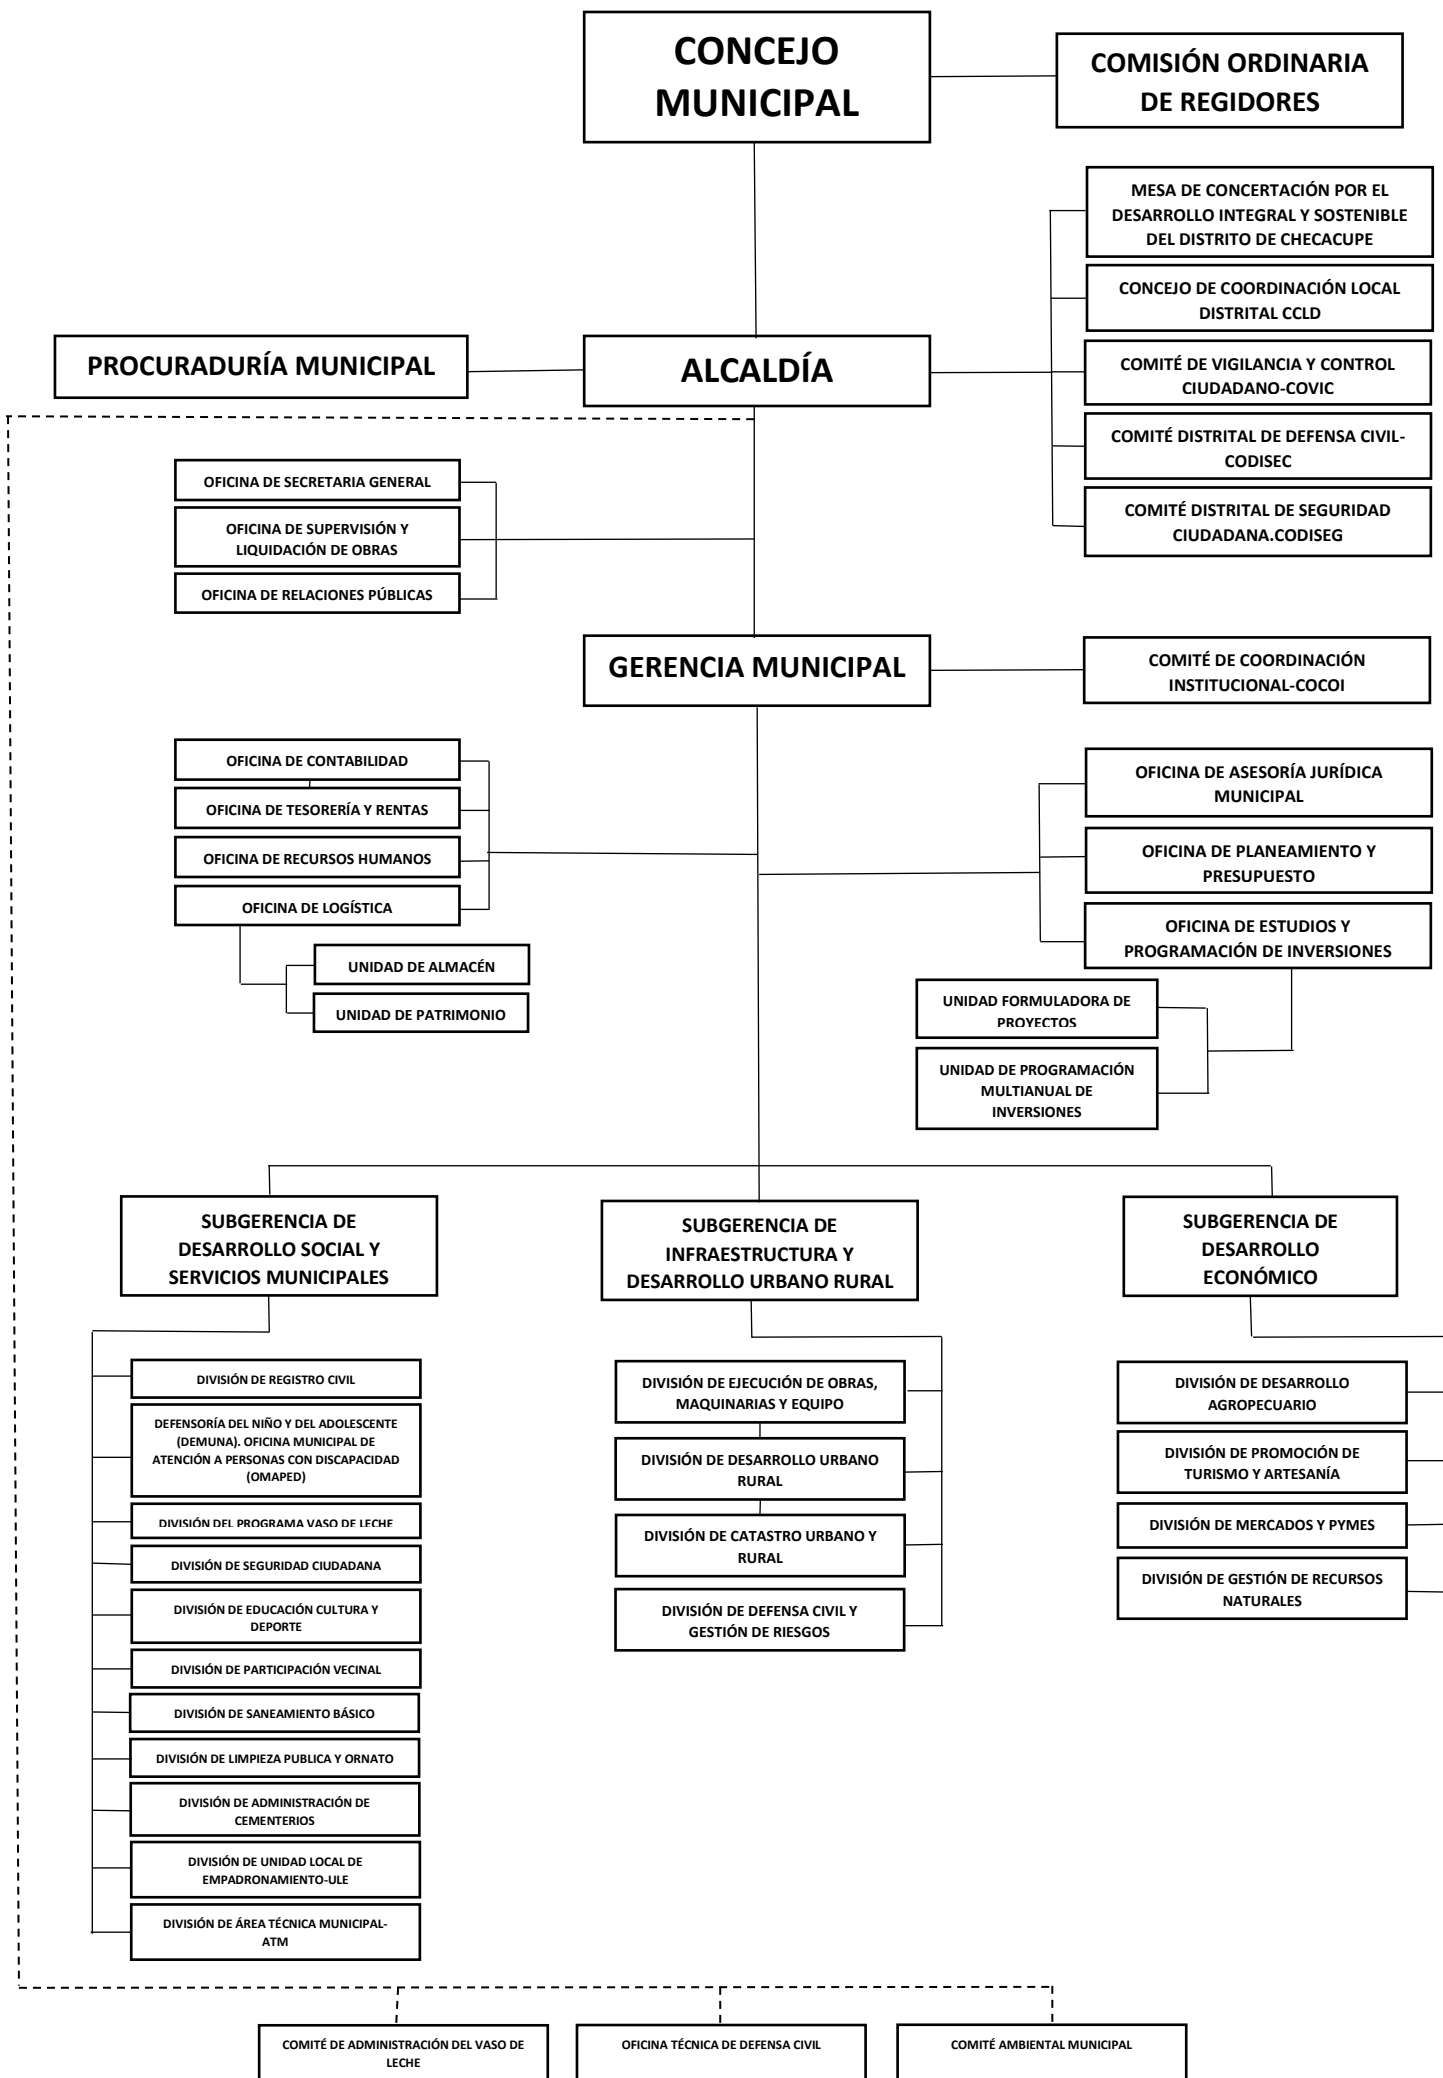 CONCEJO
MUNICIPAL
COMISIÓN ORDINARIA
DE REGIDORES
MESA DE CONCERTACIÓN POR EL
DESARROLLO INTEGRAL Y SOSTENIBLE
DEL DISTRITO DE CHECACUPE
CONCEJO DE COORDINACIÓN LOCAL
DISTRITAL CCLD
PROCURADURÍA MUNICIPAL
ALCALDÍA
COMITÉ DE VIGILANCIA Y CONTROL
CIUDADANO-COVIC
COMITÉ DISTRITAL DE DEFENSA CIVIL-
CODISEC
COMITÉ DISTRITAL DE SEGURIDAD
CIUDADANA.CODISEG
OFICINA DE SECRETARIA GENERAL
OFICINA DE SUPERVISIÓN Y
LIQUIDACIÓN DE OBRAS
OFICINA DE RELACIONES PÚBLICAS
GERENCIA MUNICIPAL
COMITÉ DE COORDINACIÓN
INSTITUCIONAL-COCOI
OFICINA DE CONTABILIDAD
OFICINA DE TESORERÍA Y RENTAS
OFICINA DE RECURSOS HUMANOS
OFICINA DE LOGÍSTICA
UNIDAD DE ALMACÉN
UNIDAD DE PATRIMONIO
OFICINA DE ASESORÍA JURÍDICA
MUNICIPAL
OFICINA DE PLANEAMIENTO Y
PRESUPUESTO
OFICINA DE ESTUDIOS Y
PROGRAMACIÓN DE INVERSIONES
UNIDAD FORMULADORA DE
PROYECTOS
UNIDAD DE PROGRAMACIÓN
MULTIANUAL DE
INVERSIONES
SUBGERENCIA DE
DESARROLLO SOCIAL Y
SERVICIOS MUNICIPALES
SUBGERENCIA DE
INFRAESTRUCTURA Y
DESARROLLO URBANO RURAL
SUBGERENCIA DE
DESARROLLO
ECONÓMICO
DIVISIÓN DE REGISTRO CIVIL
DEFENSORÍA DEL NIÑO Y DEL ADOLESCENTE
(DEMUNA). OFICINA MUNICIPAL DE
ATENCIÓN A PERSONAS CON DISCAPACIDAD
(OMAPED)
DIVISIÓN DEL PROGRAMA VASO DE LECHE
DIVISIÓN DE SEGURIDAD CIUDADANA
DIVISIÓN DE EDUCACIÓN CULTURA Y
DEPORTE
DIVISIÓN DE PARTICIPACIÓN VECINAL
DIVISIÓN DE SANEAMIENTO BÁSICO
DIVISIÓN DE LIMPIEZA PUBLICA Y ORNATO
DIVISIÓN DE ADMINISTRACIÓN DE
CEMENTERIOS
DIVISIÓN DE UNIDAD LOCAL DE
EMPADRONAMIENTO-ULE
DIVISIÓN DE ÁREA TÉCNICA MUNICIPAL-
ATM
DIVISIÓN DE EJECUCIÓN DE OBRAS,
MAQUINARIAS Y EQUIPO
DIVISIÓN DE DESARROLLO URBANO
RURAL
DIVISIÓN DE CATASTRO URBANO Y
RURAL
DIVISIÓN DE DEFENSA CIVIL Y
GESTIÓN DE RIESGOS
DIVISIÓN DE DESARROLLO
AGROPECUARIO
DIVISIÓN DE PROMOCIÓN DE
TURISMO Y ARTESANÍA
DIVISIÓN DE MERCADOS Y PYMES
DIVISIÓN DE GESTIÓN DE RECURSOS
NATURALES
COMITÉ DE ADMINISTRACIÓN DEL VASO DE
LECHE
OFICINA TÉCNICA DE DEFENSA CIVIL
COMITÉ AMBIENTAL MUNICIPAL